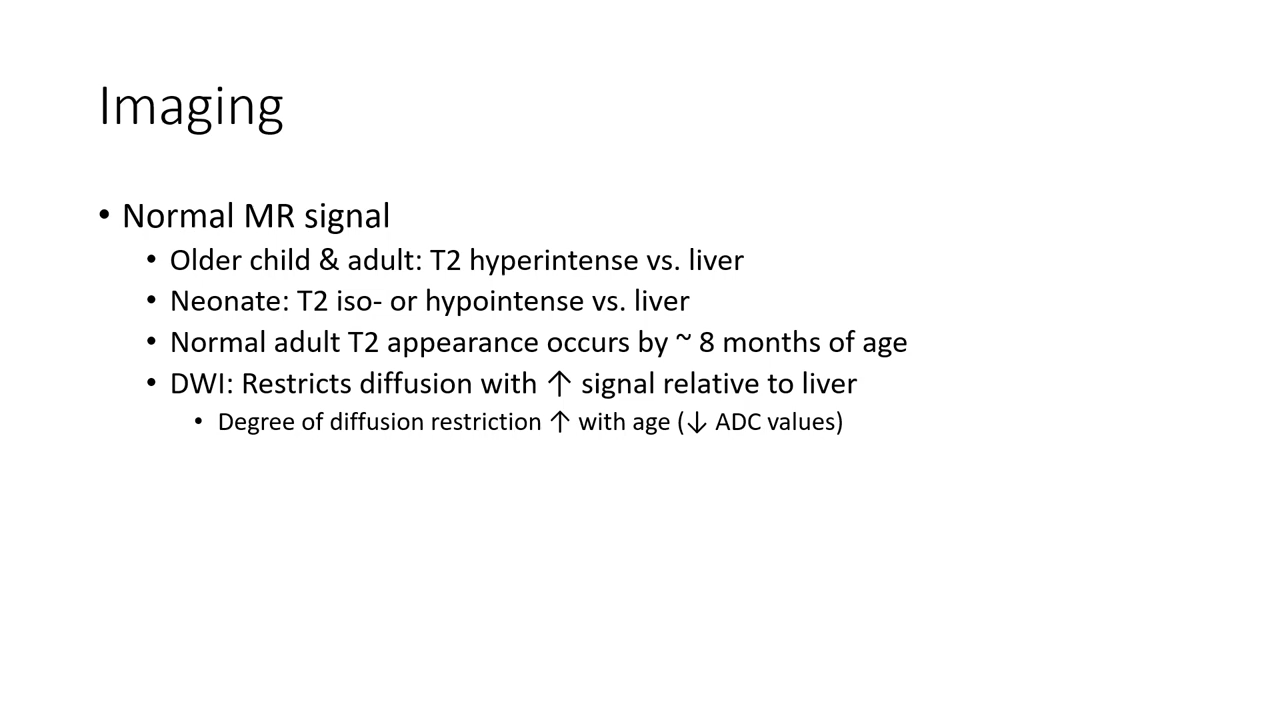 Imaging
• Normal MR signal
• Older child & adult: T2 hyperintense vs. liver
• Neonate: T2 iso- or hypointense vs. liver
• Normal adult T2 appearance occurs by ~ 8 months of age
• DWI: Restricts diffusion with ↑ signal relative to liver
• Degree of diffusion restriction ↑ with age (↓ ADC values)